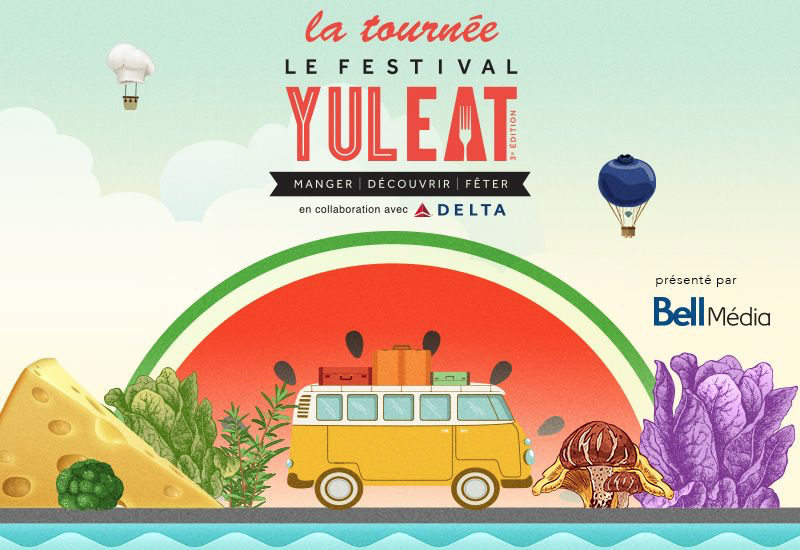 la tournée
LE FESTIVAL
YULEAT
3e ÉDITION
MANGER | DÉCOUVRIR | FÊTER
en collaboration avec DELTA
présenté par
Bell Média